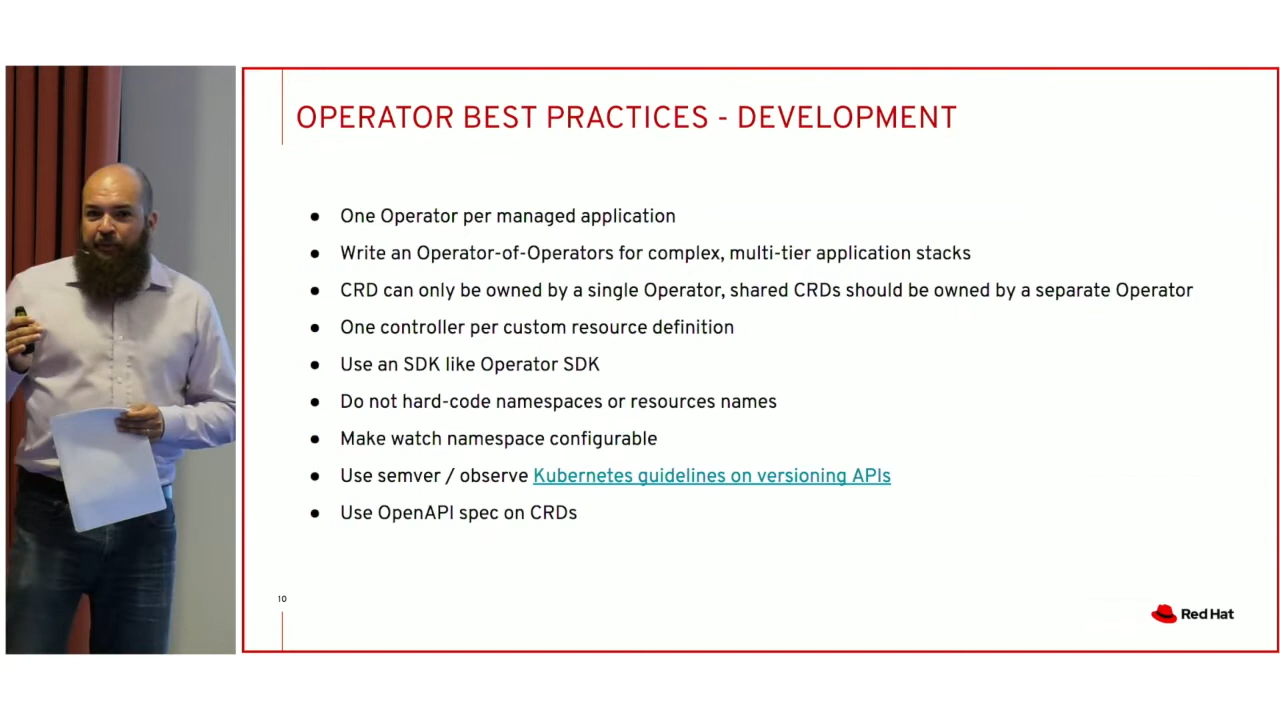 OPERATOR BEST PRACTICES - DEVELOPMENT
● One Operator per managed application
● Write an Operator-of-Operators for complex, multi-tier application stacks
● CRD can only be owned by a single Operator, shared CRDs should be owned by a separate Operator
● One controller per custom resource definition
● Use an SDK like Operator SDK
● Do not hard-code namespaces or resources names
● Make watch namespace configurable
● Use semver / observe Kubernetes guidelines on versioning APIs
● Use OpenAPI spec on CRDs
10
Red Hat